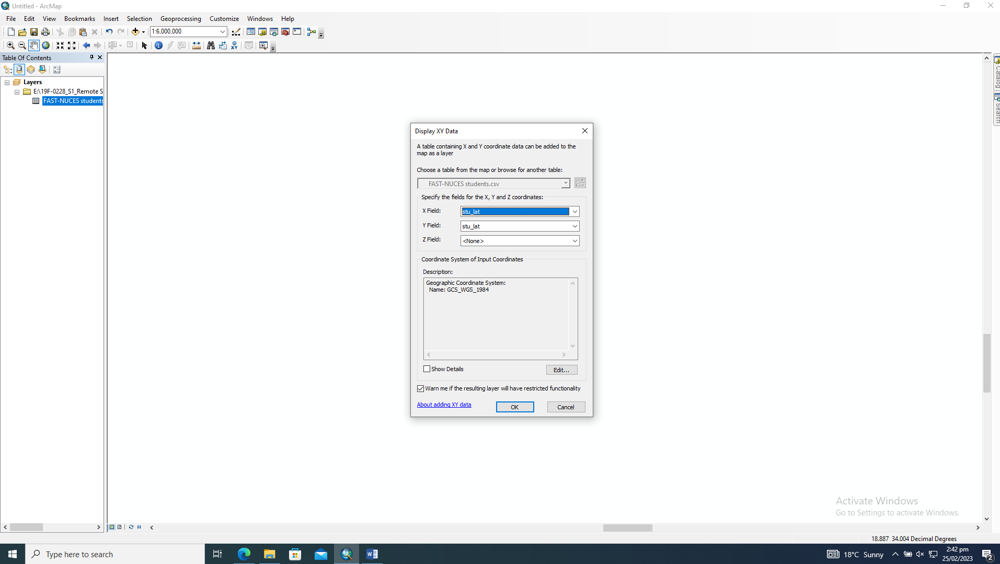 Untitled - ArcMap
File Edit View Bookmarks Insert Selection Geoprocessing Customize Windows Help
1:6,000,000
Table Of Contents
Layers
E:\19F-0228_S1_Remote S
FAST-NUCES students
Catalog
Search
Display XY Data
A table containing X and Y coordinate data can be added to the
map as a layer
Choose a table from the map or browse for another table:
FAST-NUCES students.csv
Specify the fields for the X, Y and Z coordinates:
X Field: stu_lat
Y Field: stu_lat
Z Field: <None>
Coordinate System of Input Coordinates
Description:
Geographic Coordinate System:
Name: GCS_WGS_1984
Show Details
Edit...
Warn me if the resulting layer will have restricted functionality
About adding XY data
OK
Cancel
Activate Windows
Go to Settings to activate Windows.
18.887 34.004 Decimal Degrees
Type here to search
18°C Sunny
2:42 pm
25/02/2023
2